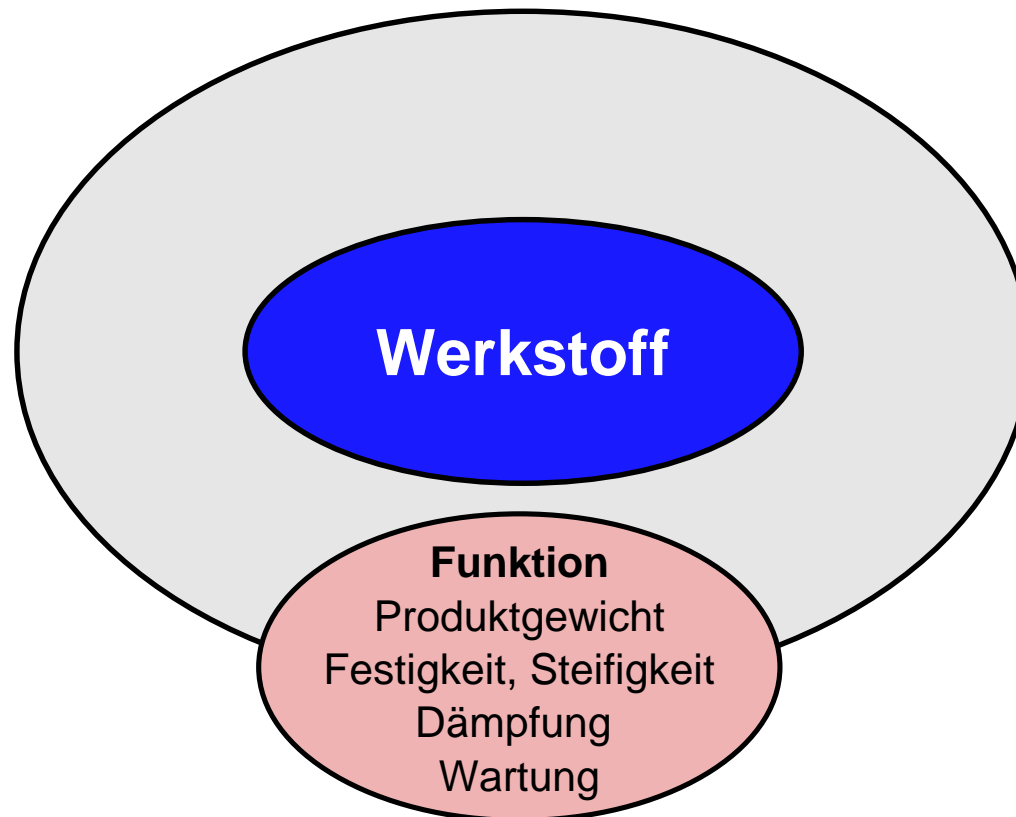 Werkstoff
Funktion
Produktgewicht
Festigkeit, Steifigkeit
Dämpfung
Wartung